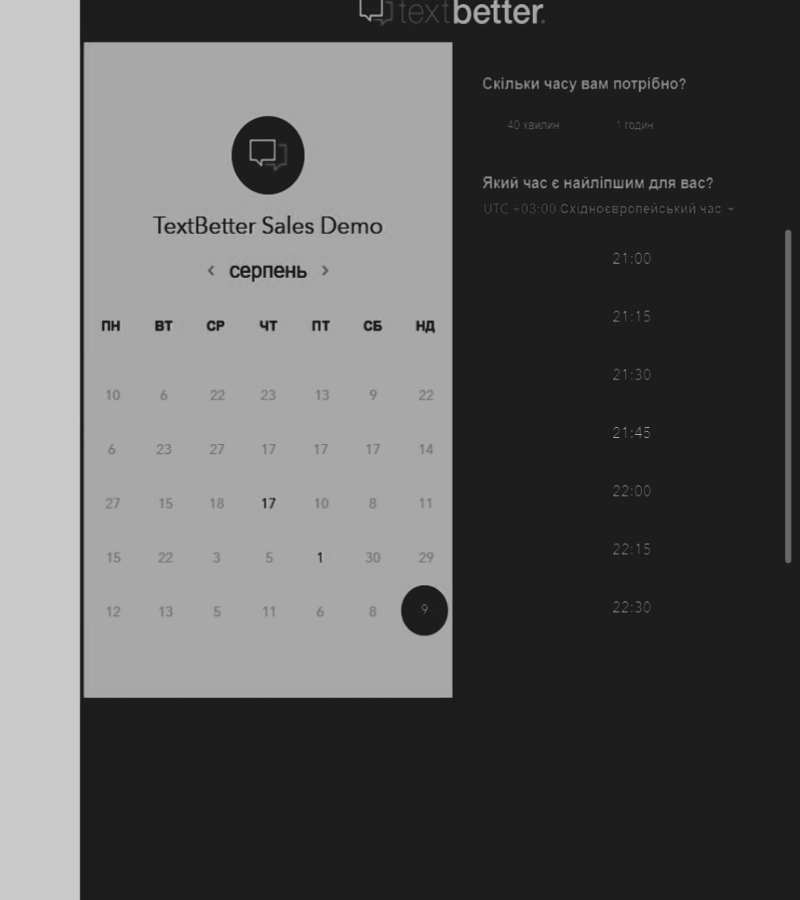 textbetter.
TextBetter Sales Demo
< серпень >
ПН ВТ СР ЧТ ПТ СБ НД
10 6 22 23 13 9 22
6 23 27 17 17 17 14
27 15 18 17 10 8 11
15 22 3 5 1 30 29
12 13 5 11 6 8 9
Скільки часу вам потрібно?
40 хвилин 1 годин
Який час є найліпшим для вас?
UTC +03:00 Східноєвропейський час
21:00
21:15
21:30
21:45
22:00
22:15
22:30